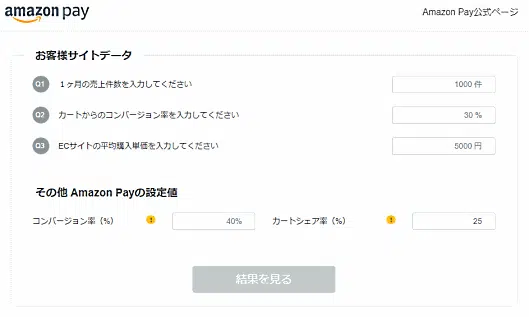 amazon pay
Amazon Pay公式ページ
お客様サイトデータ
Q1 1ヶ月の売上件数を入力してください 1000 件
Q2 カートからのコンバージョン率を入力してください 30 %
Q3 ECサイトの平均購入単価を入力してください 5000 円
その他 Amazon Payの設定値
コンバージョン率（%） ! 40% カートシェア率（%） ! 25
結果を見る